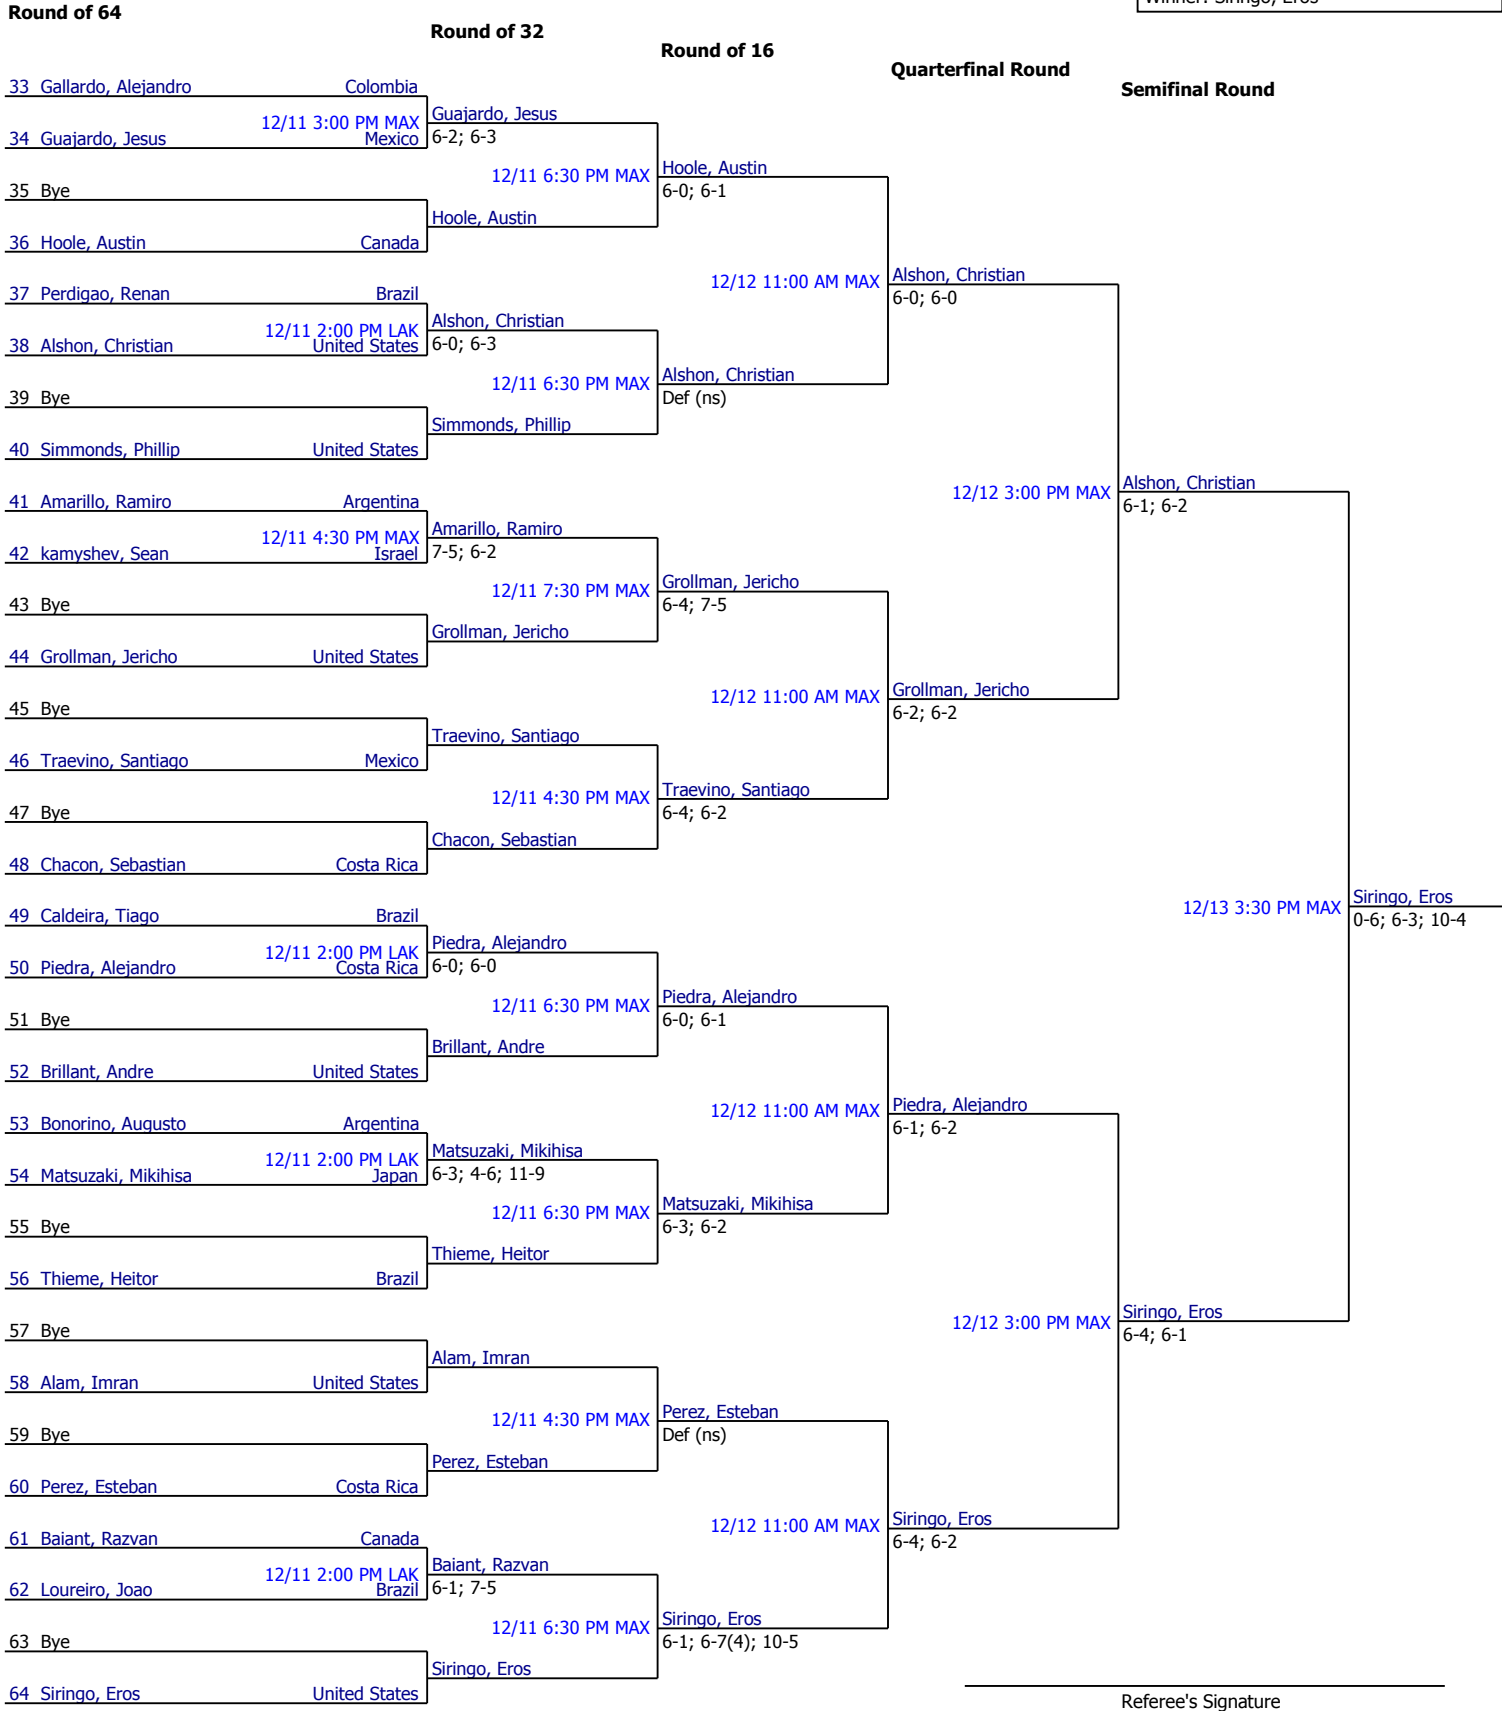 Winner: Siringo, Eros
Round of 64
Round of 32
Round of 16
Quarterfinal Round
Semifinal Round
33 Gallardo, Alejandro Colombia
12/11 3:00 PM MAX
34 Guajardo, Jesus Mexico
35 Bye
36 Hoole, Austin Canada
37 Perdigao, Renan Brazil
12/11 2:00 PM LAK
38 Alshon, Christian United States
39 Bye
40 Simmonds, Phillip United States
41 Amarillo, Ramiro Argentina
12/11 4:30 PM MAX
42 kamyshev, Sean Israel
43 Bye
44 Grollman, Jericho United States
45 Bye
46 Traevino, Santiago Mexico
47 Bye
48 Chacon, Sebastian Costa Rica
49 Caldeira, Tiago Brazil
12/11 2:00 PM LAK
50 Piedra, Alejandro Costa Rica
51 Bye
52 Brillant, Andre United States
53 Bonorino, Augusto Argentina
12/11 2:00 PM LAK
54 Matsuzaki, Mikihisa Japan
55 Bye
56 Thieme, Heitor Brazil
57 Bye
58 Alam, Imran United States
59 Bye
60 Perez, Esteban Costa Rica
61 Baiant, Razvan Canada
12/11 2:00 PM LAK
62 Loureiro, Joao Brazil
63 Bye
64 Siringo, Eros United States
Guajardo, Jesus
6-2; 6-3
12/11 6:30 PM MAX
Hoole, Austin
Alshon, Christian
6-0; 6-3
12/11 6:30 PM MAX
Simmonds, Phillip
Amarillo, Ramiro
7-5; 6-2
12/11 7:30 PM MAX
Grollman, Jericho
Traevino, Santiago
12/11 4:30 PM MAX
Chacon, Sebastian
Piedra, Alejandro
6-0; 6-0
12/11 6:30 PM MAX
Brillant, Andre
Matsuzaki, Mikihisa
6-3; 4-6; 11-9
12/11 6:30 PM MAX
Thieme, Heitor
Alam, Imran
12/11 4:30 PM MAX
Perez, Esteban
Baiant, Razvan
6-1; 7-5
12/11 6:30 PM MAX
Siringo, Eros
Hoole, Austin
6-0; 6-1
12/12 11:00 AM MAX
Alshon, Christian
Def (ns)
Grollman, Jericho
6-4; 7-5
12/12 11:00 AM MAX
Traevino, Santiago
6-4; 6-2
Piedra, Alejandro
6-0; 6-1
12/12 11:00 AM MAX
Matsuzaki, Mikihisa
6-3; 6-2
Perez, Esteban
Def (ns)
12/12 11:00 AM MAX
Siringo, Eros
6-1; 6-7(4); 10-5
Alshon, Christian
6-0; 6-0
12/12 3:00 PM MAX
Grollman, Jericho
6-2; 6-2
Piedra, Alejandro
6-1; 6-2
12/12 3:00 PM MAX
Siringo, Eros
6-4; 6-2
Alshon, Christian
6-1; 6-2
12/13 3:30 PM MAX
Siringo, Eros
6-4; 6-1
Siringo, Eros
0-6; 6-3; 10-4
Referee's Signature